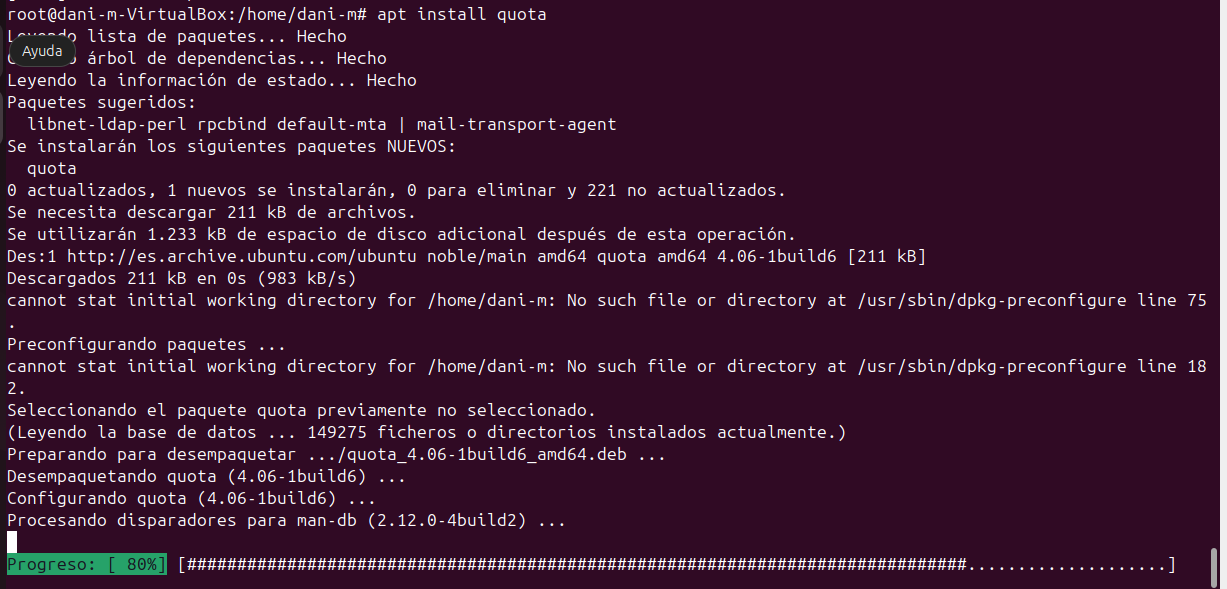 root@dani-m-VirtualBox:/home/dani-m# apt install quota
lista de paquetes... Hecho
Ayuda
árbol de dependencias... Hecho
Leyendo la información de estado... Hecho
Paquetes sugeridos:
libnet-ldap-perl rpcbind default-mta | mail-transport-agent
Se instalarán los siguientes paquetes NUEVOS:
quota
0 actualizados, 1 nuevos se instalarán, 0 para eliminar y 221 no actualizados.
Se necesita descargar 211 kB de archivos.
Se utilizarán 1.233 kB de espacio de disco adicional después de esta operación.
Des:1 http://es.archive.ubuntu.com/ubuntu noble/main amd64 quota amd64 4.06-1build6 [211 kB]
Descargados 211 kB en 0s (983 kB/s)
cannot stat initial working directory for /home/dani-m: No such file or directory at /usr/sbin/dpkg-preconfigure line 75
.
Preconfigurando paquetes ...
cannot stat initial working directory for /home/dani-m: No such file or directory at /usr/sbin/dpkg-preconfigure line 18
2.
Seleccionando el paquete quota previamente no seleccionado.
(Leyendo la base de datos ... 149275 ficheros o directorios instalados actualmente.)
Preparando para desempaquetar .../quota_4.06-1build6_amd64.deb ...
Desempaquetando quota (4.06-1build6) ...
Configurando quota (4.06-1build6) ...
Procesando disparadores para man-db (2.12.0-4build2) ...
Progreso: [ 80%] [##############################################################################....................]